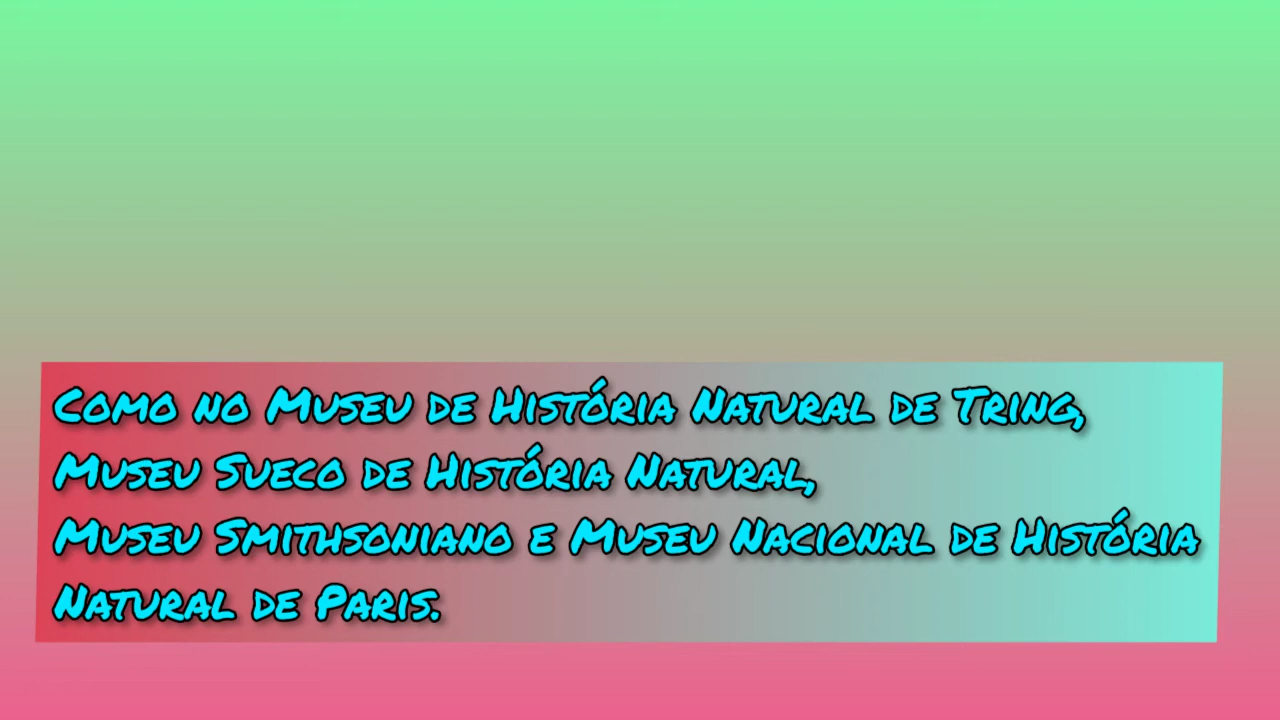 Como no Museu de História Natural de Tring,
Museu Sueco de História Natural,
Museu Smithsoniano e Museu Nacional de História
Natural de Paris.